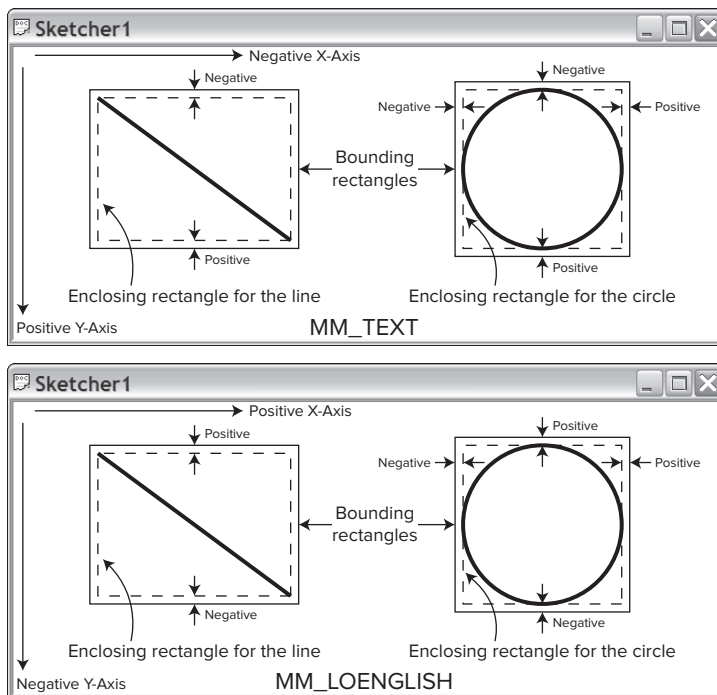 Sketcher1
Negative X-Axis
Negative
Negative
Negative
Positive
Bounding
rectangles
Positive
Positive
Enclosing rectangle for the line
Enclosing rectangle for the circle
Positive Y-Axis
MM_TEXT
Sketcher1
Positive X-Axis
Positive
Positive
Negative
Positive
Bounding
rectangles
Negative
Negative
Enclosing rectangle for the line
Enclosing rectangle for the circle
Negative Y-Axis
MM_LOENGLISH